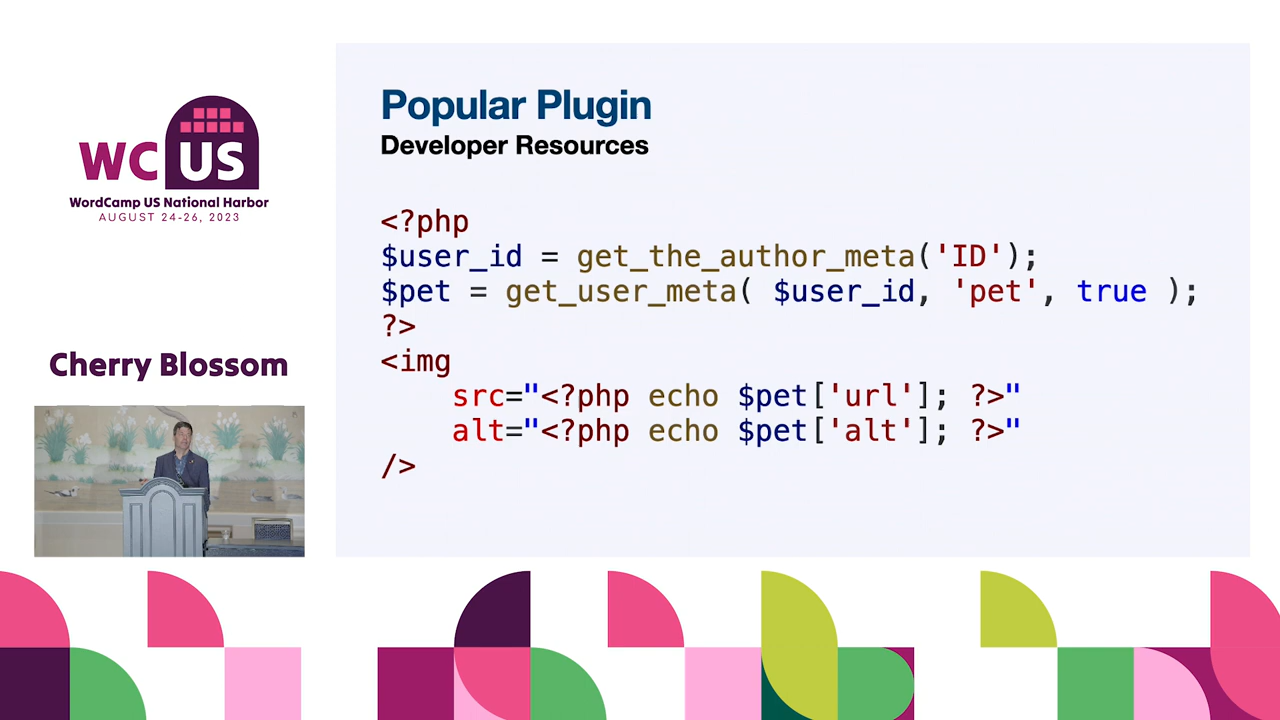 WC US
WordCamp US National Harbor
AUGUST 24-26, 2023
Cherry Blossom
Popular Plugin
Developer Resources
<?php
$user_id = get_the_author_meta('ID');
$pet = get_user_meta( $user_id, 'pet', true );
?>
<img
    src="<?php echo $pet['url']; ?>"
    alt="<?php echo $pet['alt']; ?>"
/>